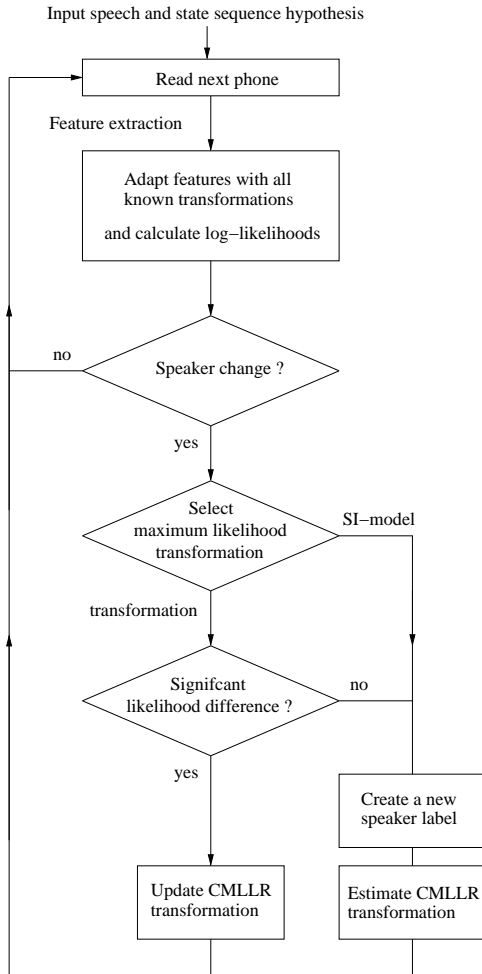 Input speech and state sequence hypothesis
Read next phone
Feature extraction
Adapt features with all
known transformations
and calculate log−likelihoods
no
Speaker change ?
yes
Select
maximum likelihood
transformation
SI−model
transformation
Signifcant
likelihood difference ?
no
yes
Create a new
speaker label
Update CMLLR
transformation
Estimate CMLLR
transformation